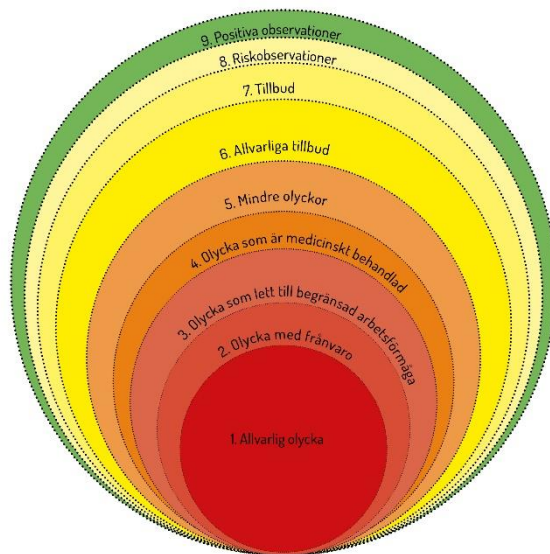 9. Positiva observationer
8. Riskobservationer
7. Tillbud
6. Allvarliga tillbud
5. Mindre olyckor
4. Olycka som är medicinskt behandlad
3. Olycka som lett till begränsad arbetsförmåga
2. Olycka med frånvaro
1. Allvarlig olycka